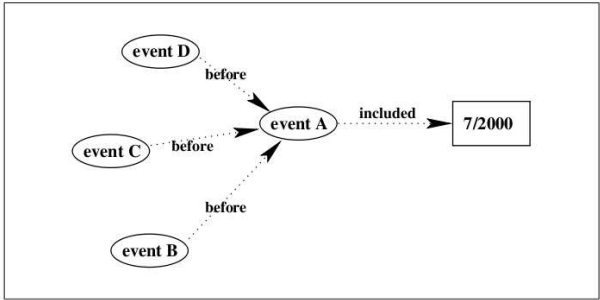 event D
before
included
event A
7/2000
before
event C
before
event B